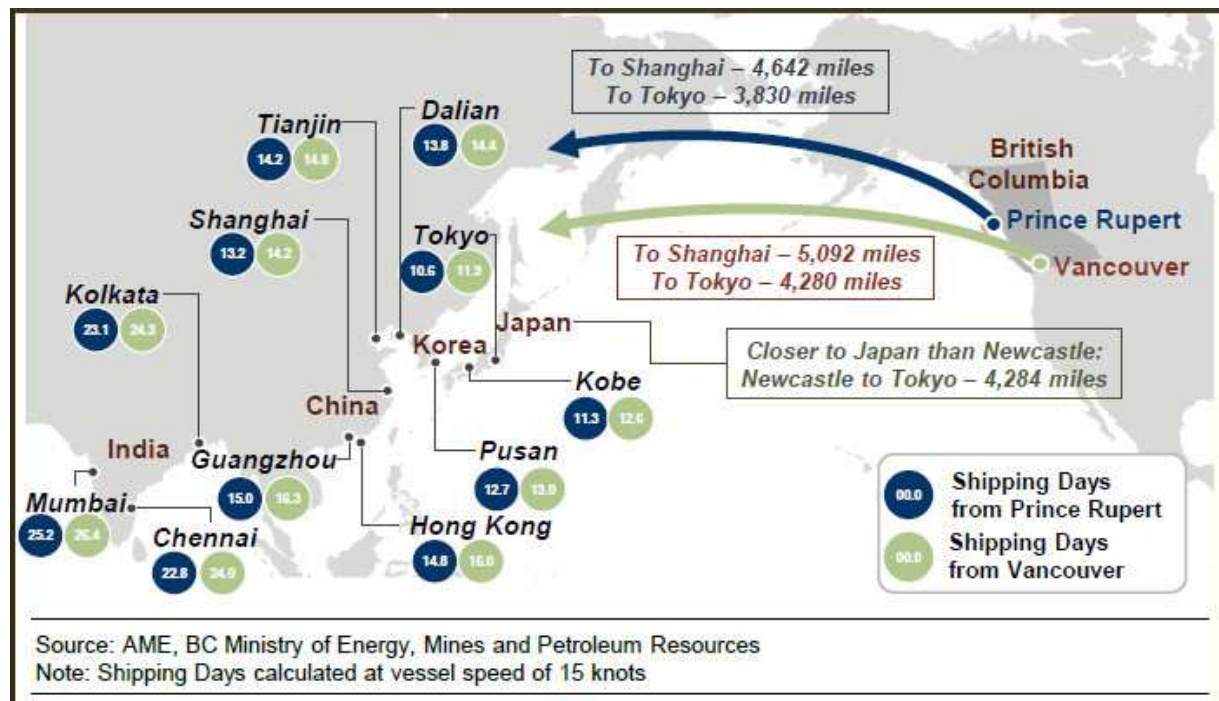 To Shanghai – 4,642 miles
To Tokyo – 3,830 miles
Dalian
13.8 14.4
Tianjin
14.2 14.8
British
Columbia
Prince Rupert
Shanghai
13.2 14.2
Tokyo
10.6 11.9
To Shanghai – 5,092 miles
To Tokyo – 4,280 miles
Vancouver
Kolkata
23.1 24.3
Japan
Korea
Closer to Japan than Newcastle:
Newcastle to Tokyo – 4,284 miles
Kobe
11.3 12.6
China
India
Guangzhou
15.0 16.3
Pusan
12.7
Mumbai
25.2 26.4
Chennai
22.8
Hong Kong
14.8 16.0
00.0 Shipping Days
from Prince Rupert
00.0 Shipping Days
from Vancouver
Source: AME, BC Ministry of Energy, Mines and Petroleum Resources
Note: Shipping Days calculated at vessel speed of 15 knots